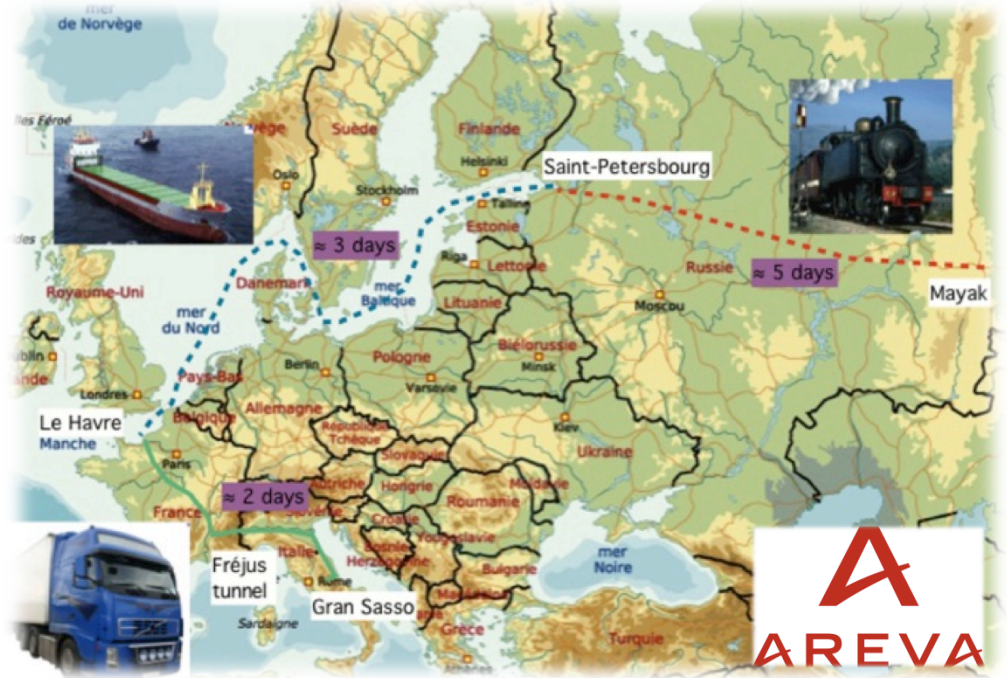 mer
de Norvège
îles Féroé
Suède
Finlande
Helsinki
Oslo
Stockholm
Saint-Petersbourg
Tallinn
Estonie
≈ 3 days
Riga
Lettonie
Russie
≈ 5 days
Mayak
Royaume-Uni
Danemark
mer
Baltique
Lituanie
Moscou
mer
du Nord
Biélorussie
Minsk
Berlin
Pologne
Varsovie
Londres
Pays-Bas
Allemagne
Belgique
Le Havre
Manche
Paris
République
Tchèque
Slovaquie
Kiev
Ukraine
≈ 2 days
Autriche
Hongrie
Moldavie
Roumanie
France
Croatie
Yougoslavie
Italie
Bosnie
Herzégovine
Bulgarie
mer
Noire
Fréjus
tunnel
Rome
Gran Sasso
Sardaigne
Grèce
Turquie
Athènes
AREVA